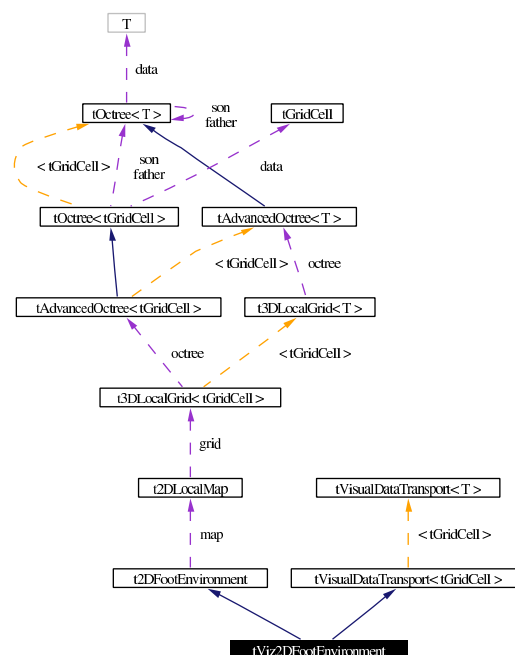 T
data
tOctree< T >
son
father
tGridCell
< tGridCell >
son
father
data
tOctree< tGridCell >
tAdvancedOctree< T >
< tGridCell >
octree
tAdvancedOctree< tGridCell >
t3DLocalGrid< T >
octree
< tGridCell >
t3DLocalGrid< tGridCell >
grid
t2DLocalMap
tVisualDataTransport< T >
map
< tGridCell >
t2DFootEnvironment
tVisualDataTransport< tGridCell >
tViz2DFootEnvironment